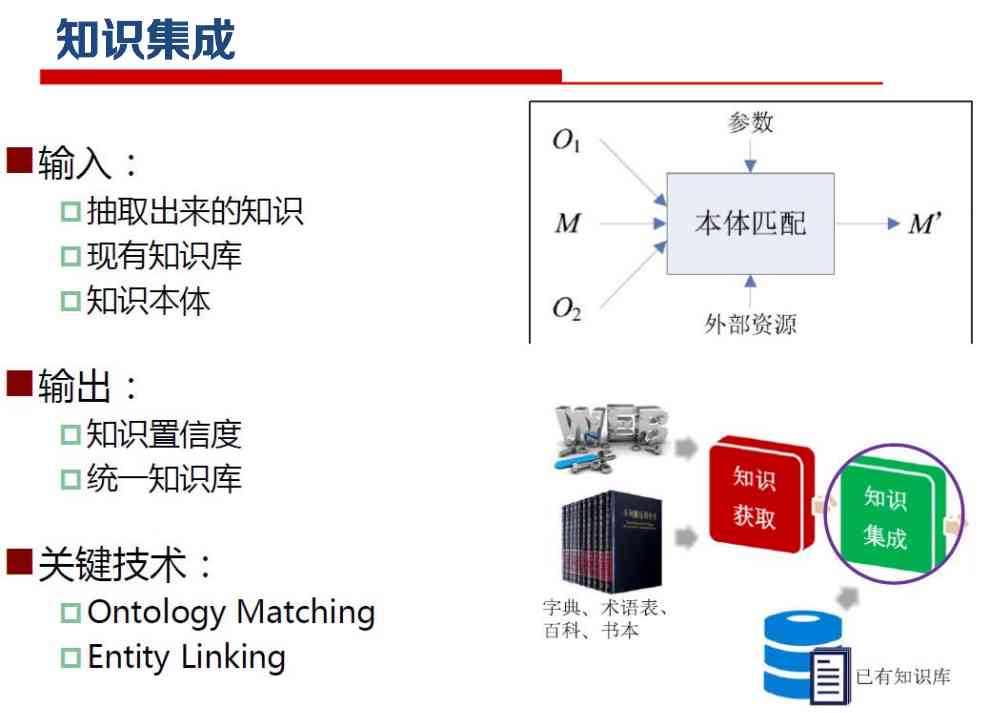 知识集成
输入：
抽取出来的知识
现有知识库
知识本体
输出：
知识置信度
统一知识库
关键技术：
Ontology Matching
Entity Linking
参数
O1
M
本体匹配
M’
O2
外部资源
WEB
知识
获取
知识
集成
字典、术语表、
百科、书本
已有知识库